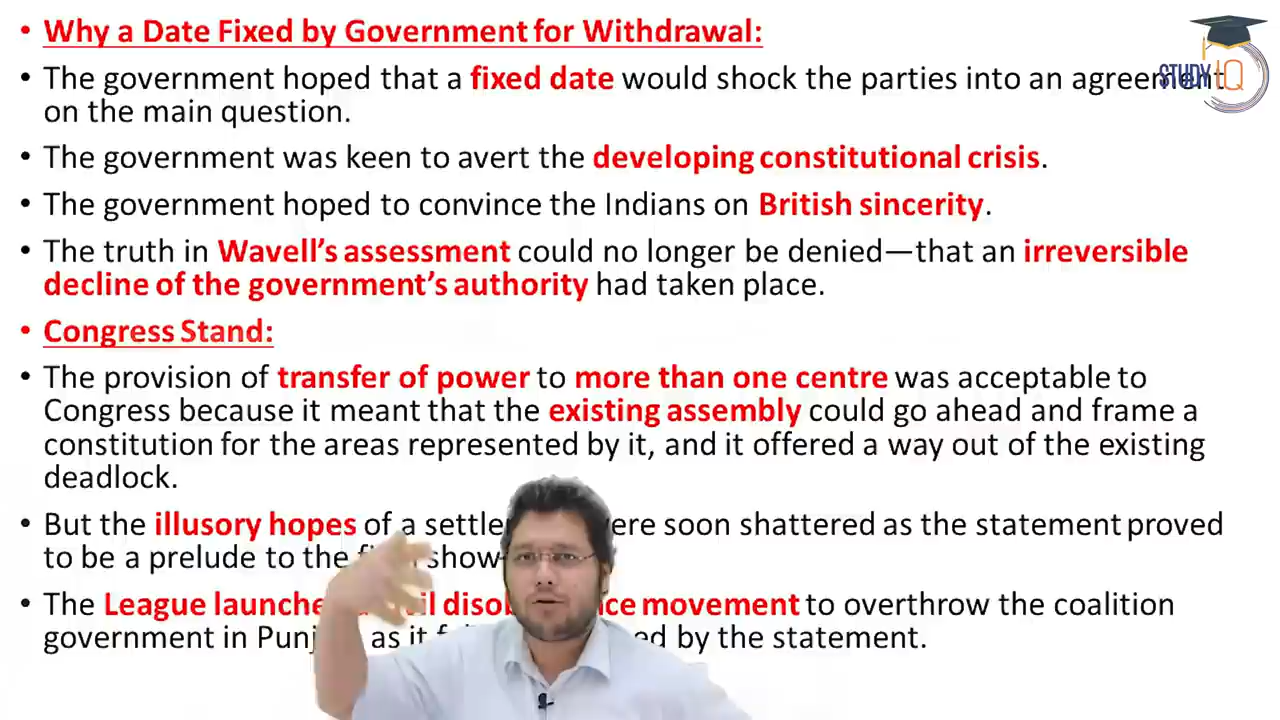 • Why a Date Fixed by Government for Withdrawal:
• The government hoped that a fixed date would shock the parties into an agreement
on the main question.
• The government was keen to avert the developing constitutional crisis.
• The government hoped to convince the Indians on British sincerity.
• The truth in Wavell's assessment could no longer be denied—that an irreversible
decline of the government's authority had taken place.
• Congress Stand:
• The provision of transfer of power to more than one centre was acceptable to
Congress because it meant that the existing assembly could go ahead and frame a
constitution for the areas represented by it, and it offered a way out of the existing
deadlock.
• But the illusory hopes of a soon shattered as the statement proved
to be a prelude to the show
• The League movement to overthrow the coalition
government in as it by the statement.
STUDY IQ